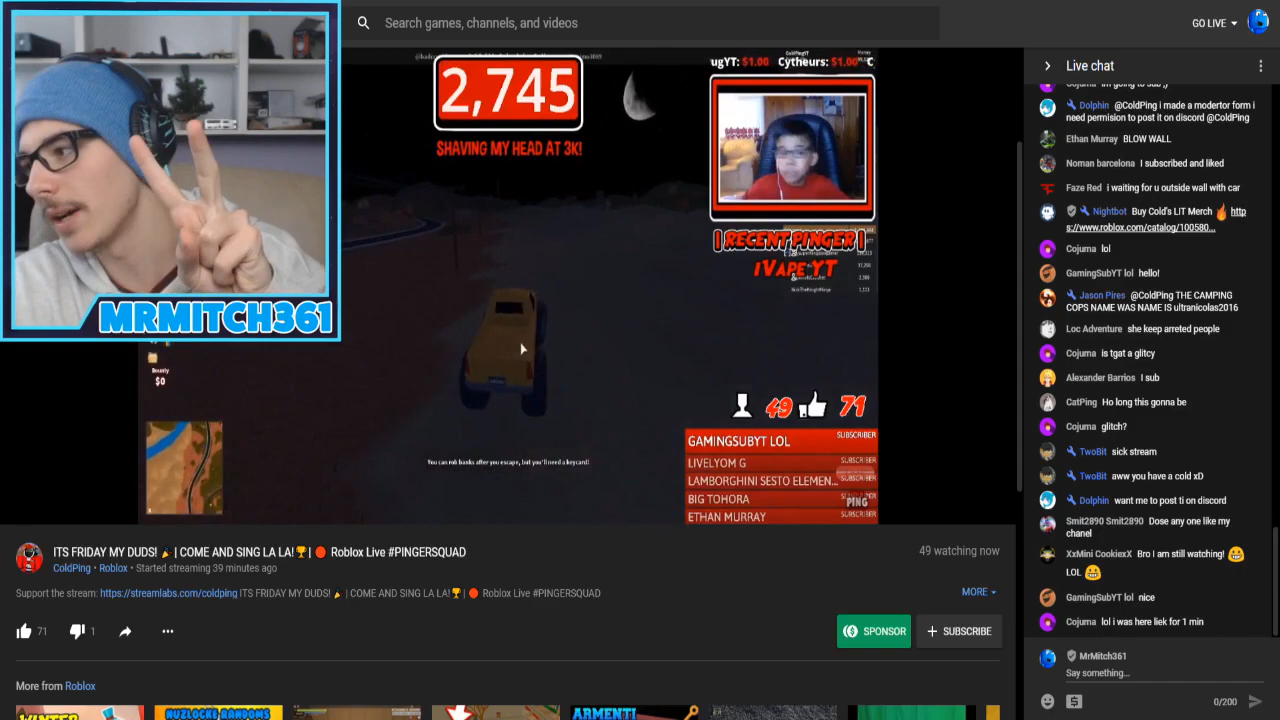 Search games, channels, and videos
GO LIVE
2,745
SHAVING MY HEAD AT 3K!
ugYT: $1.00 Cytheurs: $1.00 C
| RECENT PINGER |
iVape YT
MRMITCH361
Bounty
$0
49 71
You can rob banks after you escape, but you'll need a keycard!
GAMINGSUBYT LOL SUBSCRIBER
LIVELYOM G SUBSCRIBER
LAMBORGHINI SESTO ELEMEN... SUBSCRIBER
BIG TOHORA
PING
ETHAN MURRAY SUBSCRIBER
ITS FRIDAY MY DUDS! 🎉 | COME AND SING LA LA!🏆| 🔴 Roblox Live #PINGERSQUAD
ColdPing • Roblox • Started streaming 39 minutes ago
49 watching now
Support the stream: https://streamlabs.com/coldping ITS FRIDAY MY DUDS! 🎉 | COME AND SING LA LA!🏆 | 🔴 Roblox Live #PINGERSQUAD
MORE
71 1
SPONSOR
SUBSCRIBE
More from Roblox
WINTER
NUZLOCKE RANDOMS
ARMENTI
Live chat
Dolphin @ColdPing i made a modertor form i
need permision to post it on discord @ColdPing
Ethan Murray BLOW WALL
Noman barcelona I subscribed and liked
Faze Red i waiting for u outside wall with car
Nightbot Buy Cold's LIT Merch 🔥 http
s://www.roblox.com/catalog/100580...
Cojuma lol
GamingSubYT lol hello!
Jason Pires @ColdPing THE CAMPING
COPS NAME WAS NAME IS ultranicolas2016
Loc Adventure she keep arreted people
Cojuma is tgat a glitcy
Alexander Barrios I sub
CatPing Ho long this gonna be
Cojuma glitch?
TwoBit sick stream
TwoBit aww you have a cold xD
Dolphin want me to post ti on discord
Smit2890 Smit2890 Dose any one like my
chanel
XxMini CookiexX Bro I am still watching! 😀
LOL 😀
GamingSubYT lol nice
Cojuma lol i was here liek for 1 min
MrMitch361
Say something...
0/200